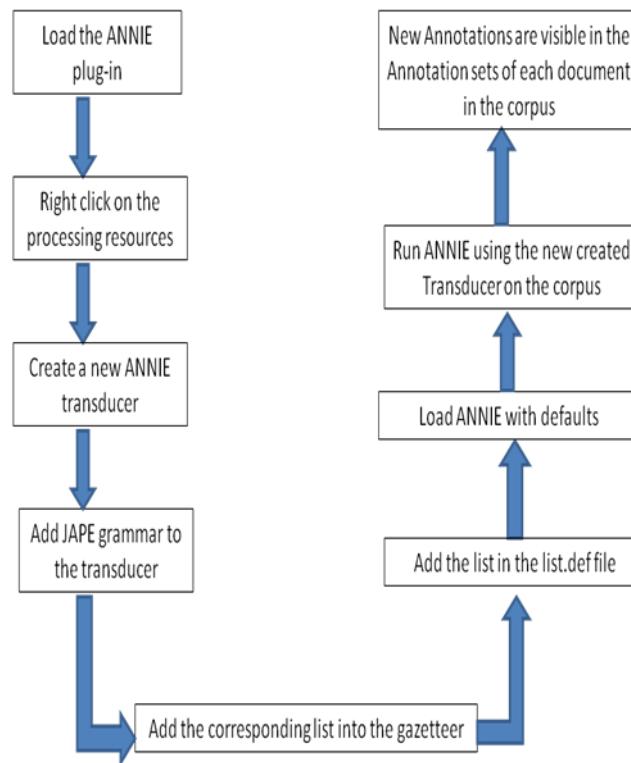 Load the ANNIE
plug-in
Right click on the
processing resources
Create a new ANNIE
transducer
Add JAPE grammar to
the transducer
Add the corresponding list into the gazetteer
Add the list in the list.def file
Load ANNIE with defaults
Run ANNIE using the new created
Transducer on the corpus
New Annotations are visible in the
Annotation sets of each document
in the corpus